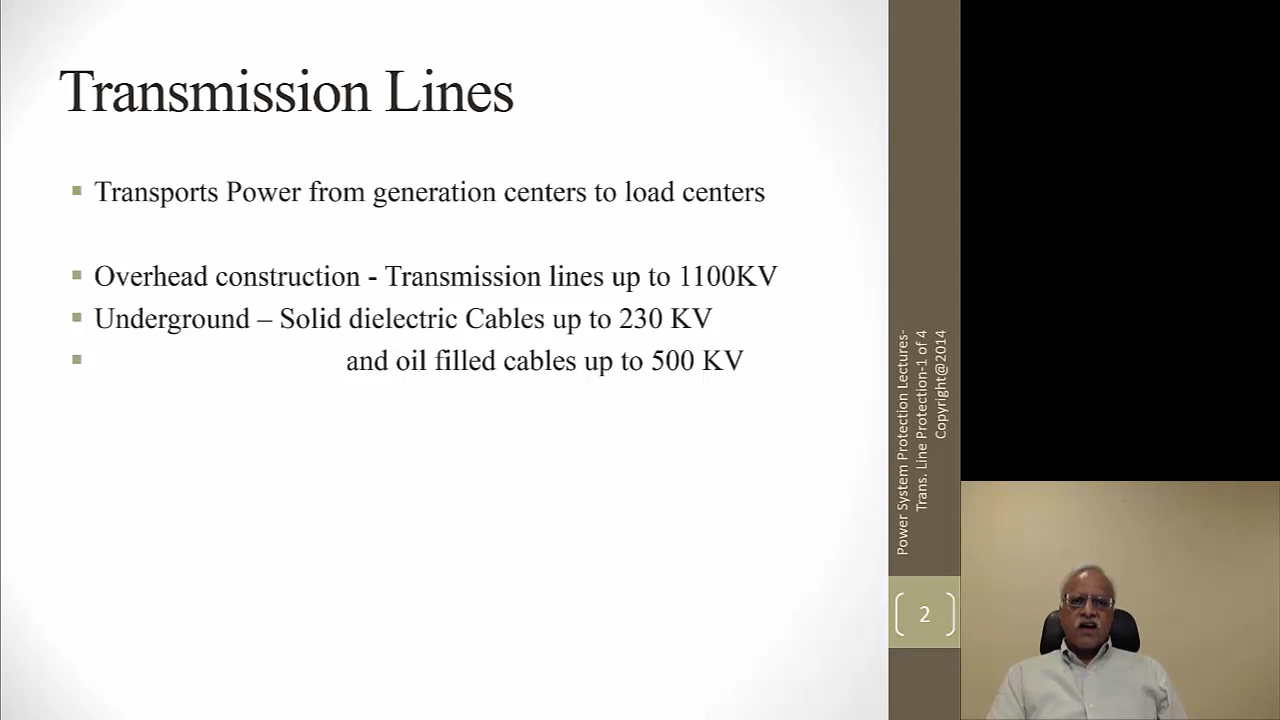 Transmission Lines
Transports Power from generation centers to load centers
Overhead construction - Transmission lines up to 1100KV
Underground – Solid dielectric Cables up to 230 KV
and oil filled cables up to 500 KV
Power System Protection Lectures-
Trans. Line Protection-1 of 4
Copyright@2014
2